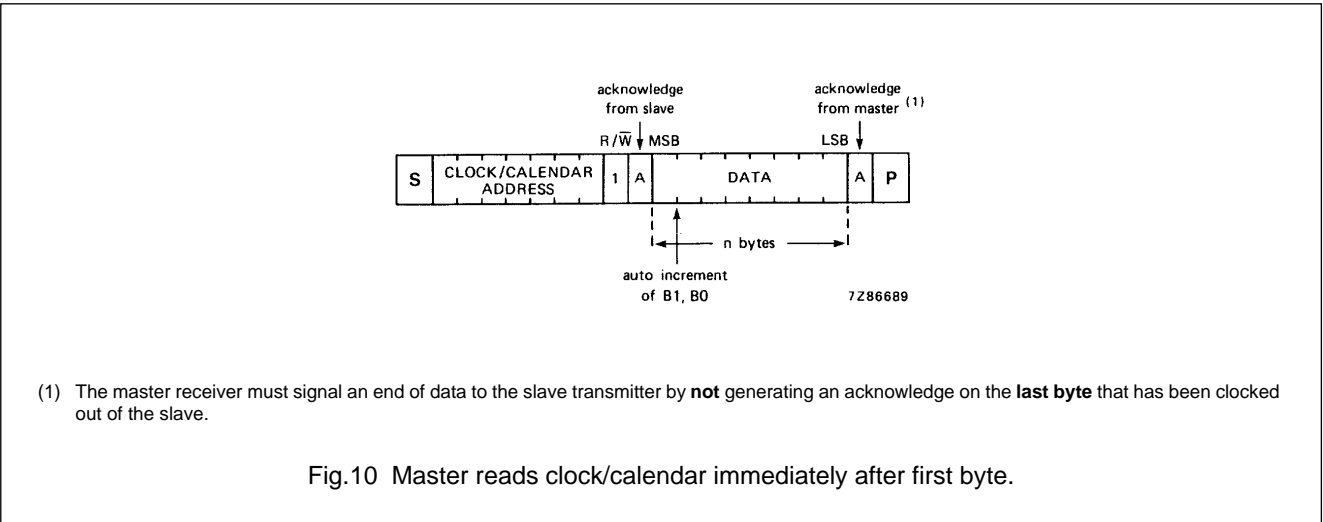 acknowledge
from slave
acknowledge
from master (1)
R/W̅ MSB
LSB
S CLOCK/CALENDAR ADDRESS 1 A DATA A P
n bytes
auto increment
of B1, B0
7Z86689
(1) The master receiver must signal an end of data to the slave transmitter by not generating an acknowledge on the last byte that has been clocked
out of the slave.
Fig.10 Master reads clock/calendar immediately after first byte.